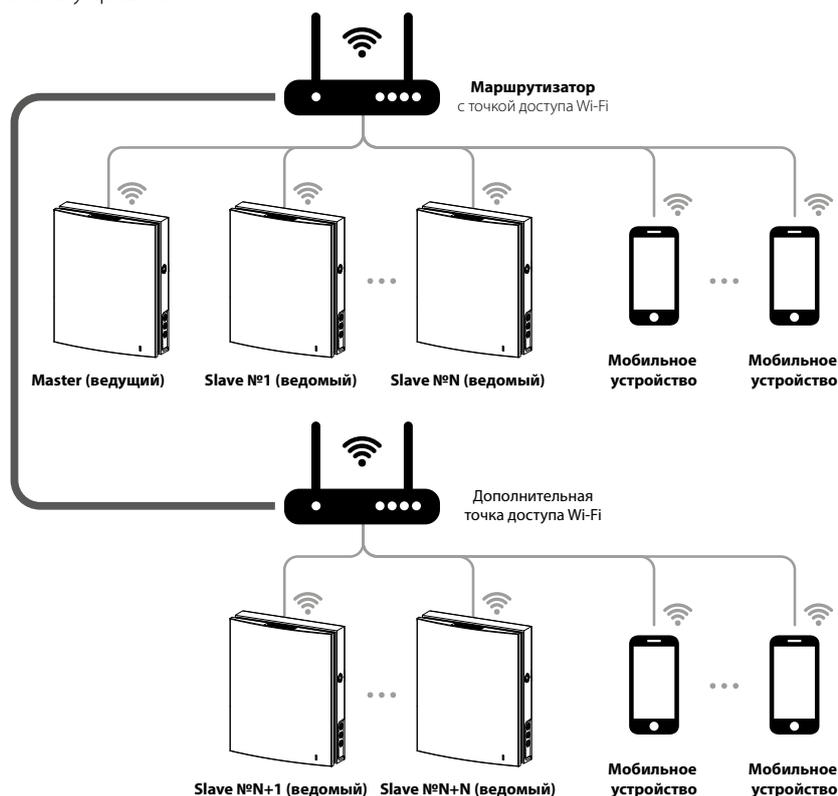 Маршрутизатор
с точкой доступа Wi-Fi
Master (ведущий)
Slave №1 (ведомый)
Slave №N (ведомый)
Мобильное
устройство
Мобильное
устройство
Дополнительная
точка доступа Wi-Fi
Slave №N+1 (ведомый)
Slave №N+N (ведомый)
Мобильное
устройство
Мобильное
устройство